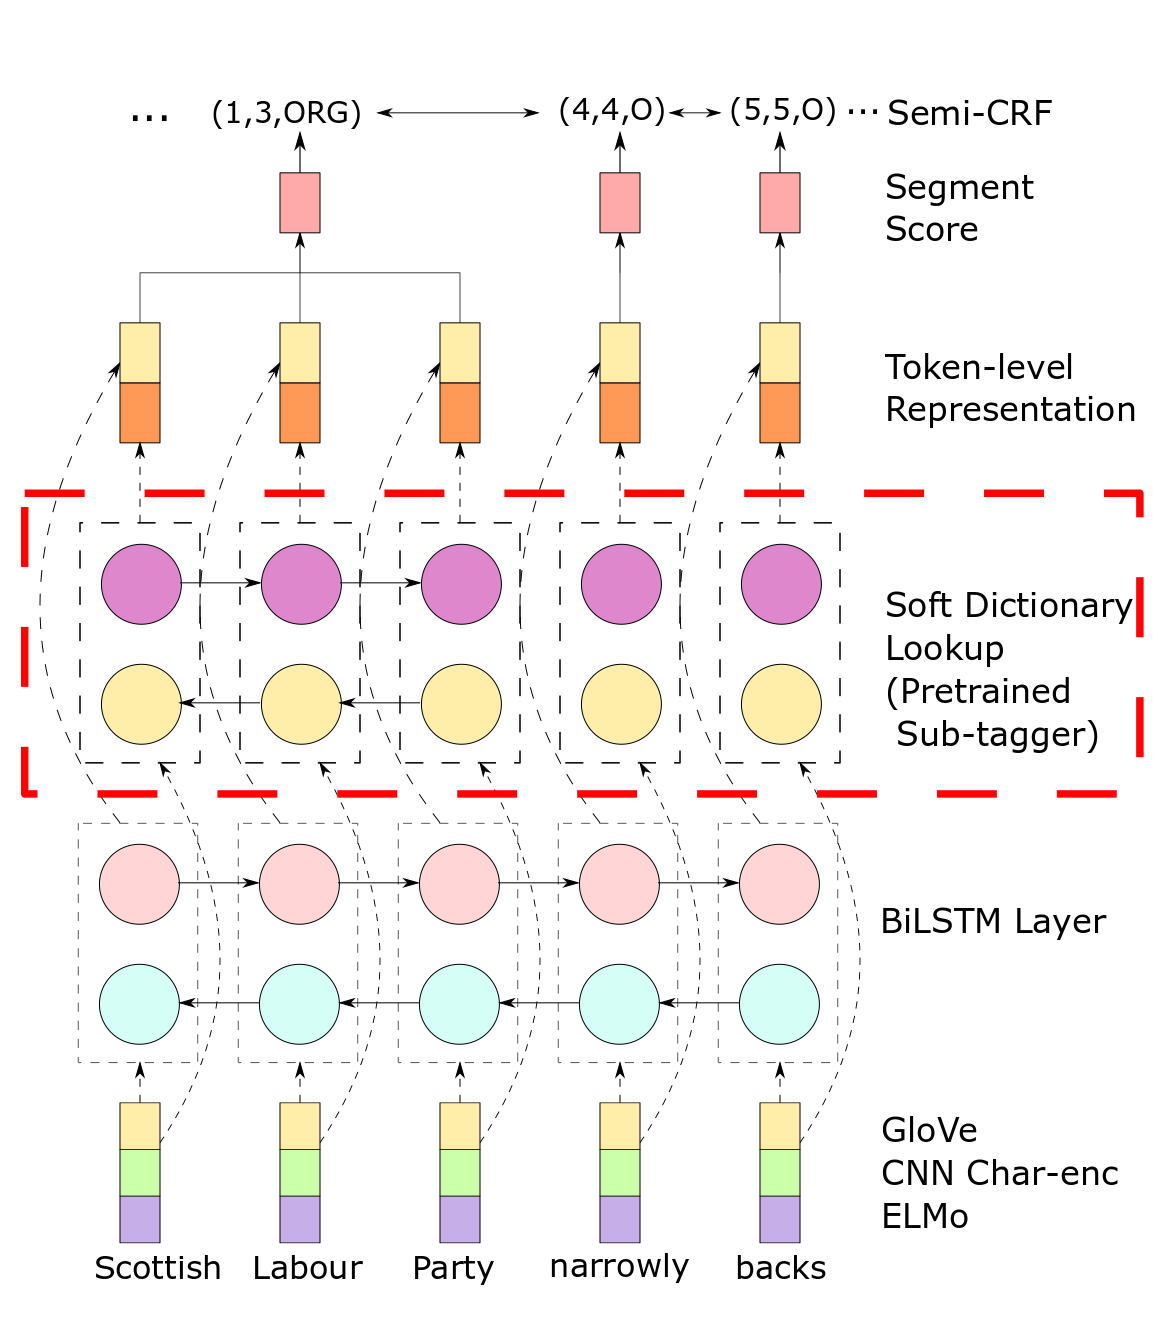 ... (1,3,ORG) (4,4,O) (5,5,O) ... Semi-CRF
Segment
Score
Token-level
Representation
Soft Dictionary
Lookup
(Pretrained
Sub-tagger)
BiLSTM Layer
GloVe
CNN Char-enc
ELMo
Scottish Labour Party narrowly backs